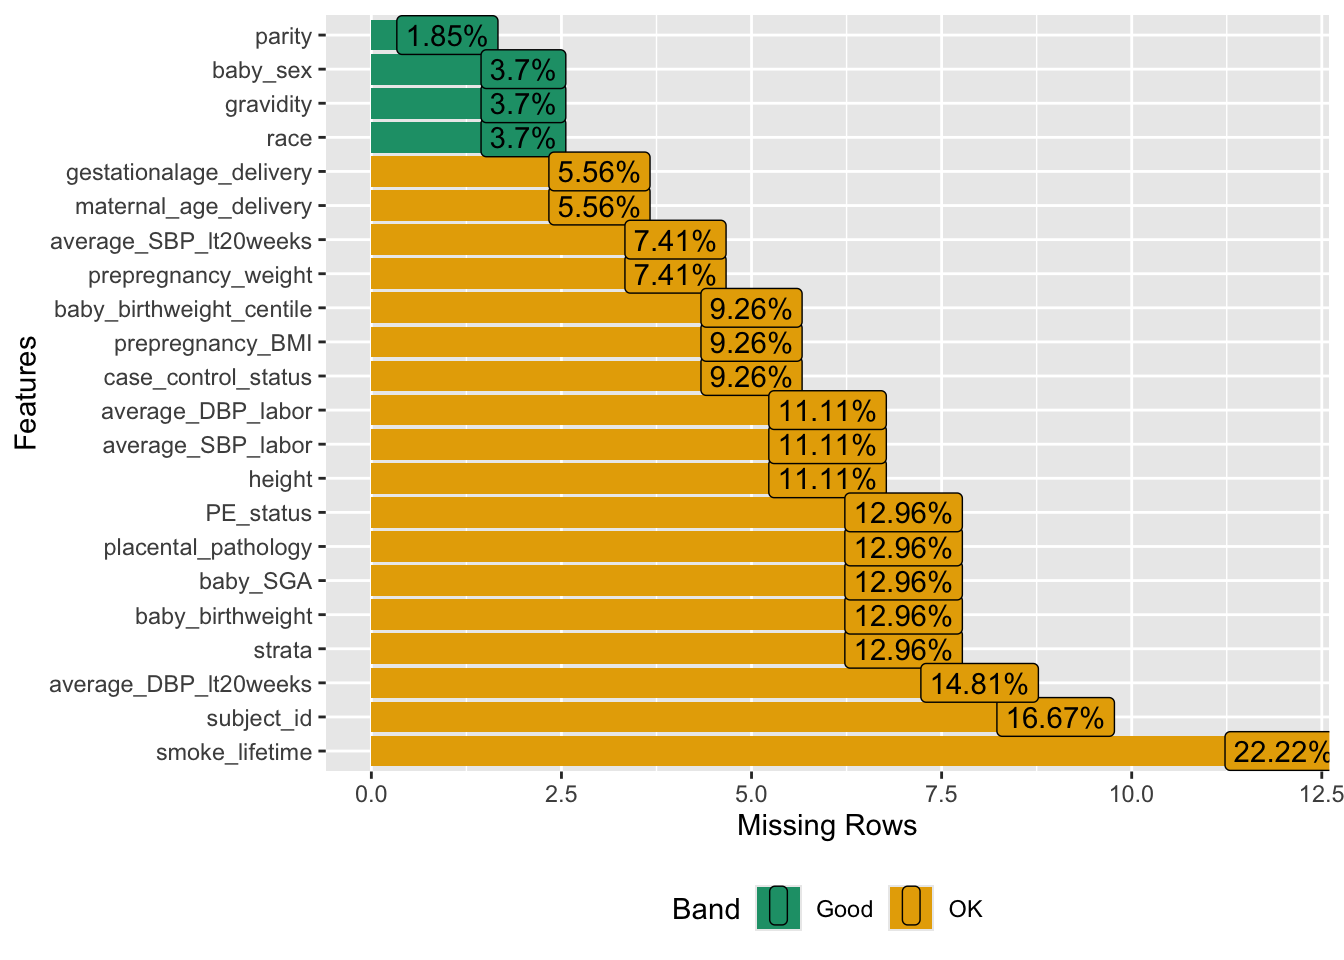 parity 1.85%
baby_sex 3.7%
gravidity 3.7%
race 3.7%
gestationalage_delivery 5.56%
maternal_age_delivery 5.56%
average_SBP_lt20weeks 7.41%
prepregnancy_weight 7.41%
baby_birthweight_centile 9.26%
prepregnancy_BMI 9.26%
case_control_status 9.26%
average_DBP_labor 11.11%
average_SBP_labor 11.11%
height 11.11%
PE_status 12.96%
placental_pathology 12.96%
baby_SGA 12.96%
baby_birthweight 12.96%
strata 12.96%
average_DBP_lt20weeks 14.81%
subject_id 16.67%
smoke_lifetime 22.22%
Features
0.0 2.5 5.0 7.5 10.0 12.5
Missing Rows
Band Good OK